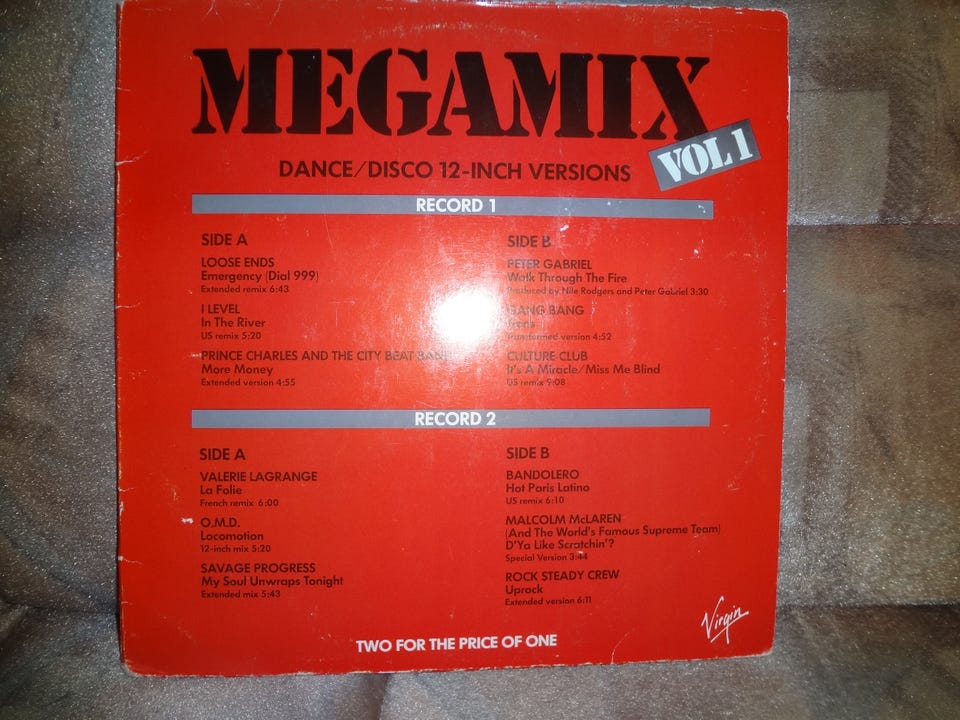 MEGAMIX
VOL 1
DANCE/DISCO 12-INCH VERSIONS
RECORD 1
SIDE A
LOOSE ENDS
Emergency (Dial 999)
Extended remix 6:43
I LEVEL
In The River
US remix 5:20
PRINCE CHARLES AND THE CITY BEAT BAND
More Money
Extended version 4:55
SIDE B
PETER GABRIEL
Walk Through The Fire
Produced by Nile Rodgers and Peter Gabriel 3:30
GANG BANG
version 4:52
CULTURE CLUB
It's A Miracle/Miss Me Blind
US remix 9:08
RECORD 2
SIDE A
VALERIE LAGRANGE
La Folie
French remix 6:00
O.M.D.
Locomotion
12-inch mix 5:20
SAVAGE PROGRESS
My Soul Unwraps Tonight
Extended mix 5:43
SIDE B
BANDOLERO
Hot Paris Latino
US remix 6:10
MALCOLM McLAREN
(And The World's Famous Supreme Team)
D'Ya Like Scratchin'?
Special Version 3:44
ROCK STEADY CREW
Uprock
Extended version 6:11
TWO FOR THE PRICE OF ONE
Virgin